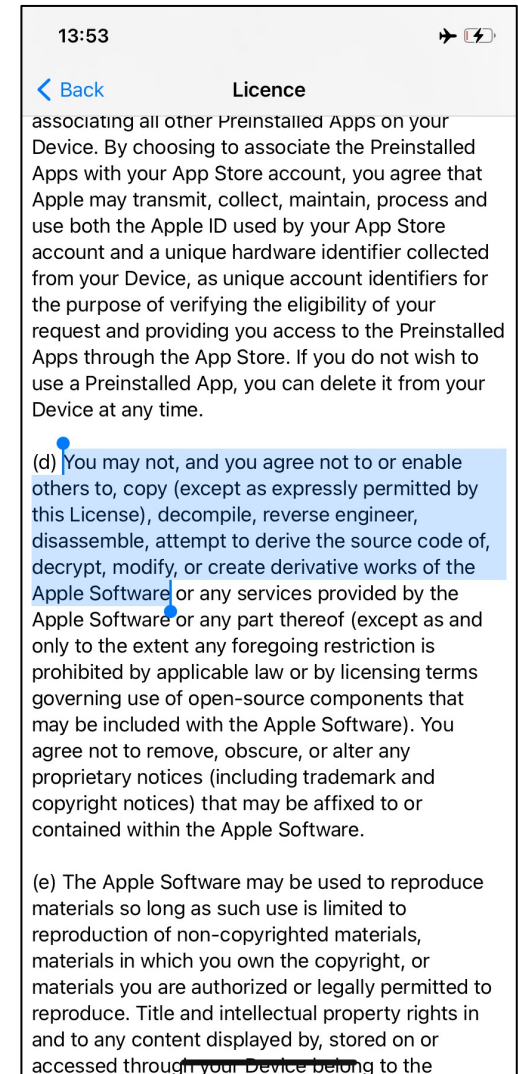 13:53
Back
Licence
associating all other Preinstalled Apps on your
Device. By choosing to associate the Preinstalled
Apps with your App Store account, you agree that
Apple may transmit, collect, maintain, process and
use both the Apple ID used by your App Store
account and a unique hardware identifier collected
from your Device, as unique account identifiers for
the purpose of verifying the eligibility of your
request and providing you access to the Preinstalled
Apps through the App Store. If you do not wish to
use a Preinstalled App, you can delete it from your
Device at any time.
(d) You may not, and you agree not to or enable
others to, copy (except as expressly permitted by
this License), decompile, reverse engineer,
disassemble, attempt to derive the source code of,
decrypt, modify, or create derivative works of the
Apple Software or any services provided by the
Apple Software or any part thereof (except as and
only to the extent any foregoing restriction is
prohibited by applicable law or by licensing terms
governing use of open-source components that
may be included with the Apple Software). You
agree not to remove, obscure, or alter any
proprietary notices (including trademark and
copyright notices) that may be affixed to or
contained within the Apple Software.
(e) The Apple Software may be used to reproduce
materials so long as such use is limited to
reproduction of non-copyrighted materials,
materials in which you own the copyright, or
materials you are authorized or legally permitted to
reproduce. Title and intellectual property rights in
and to any content displayed by, stored on or
accessed through your Device belong to the